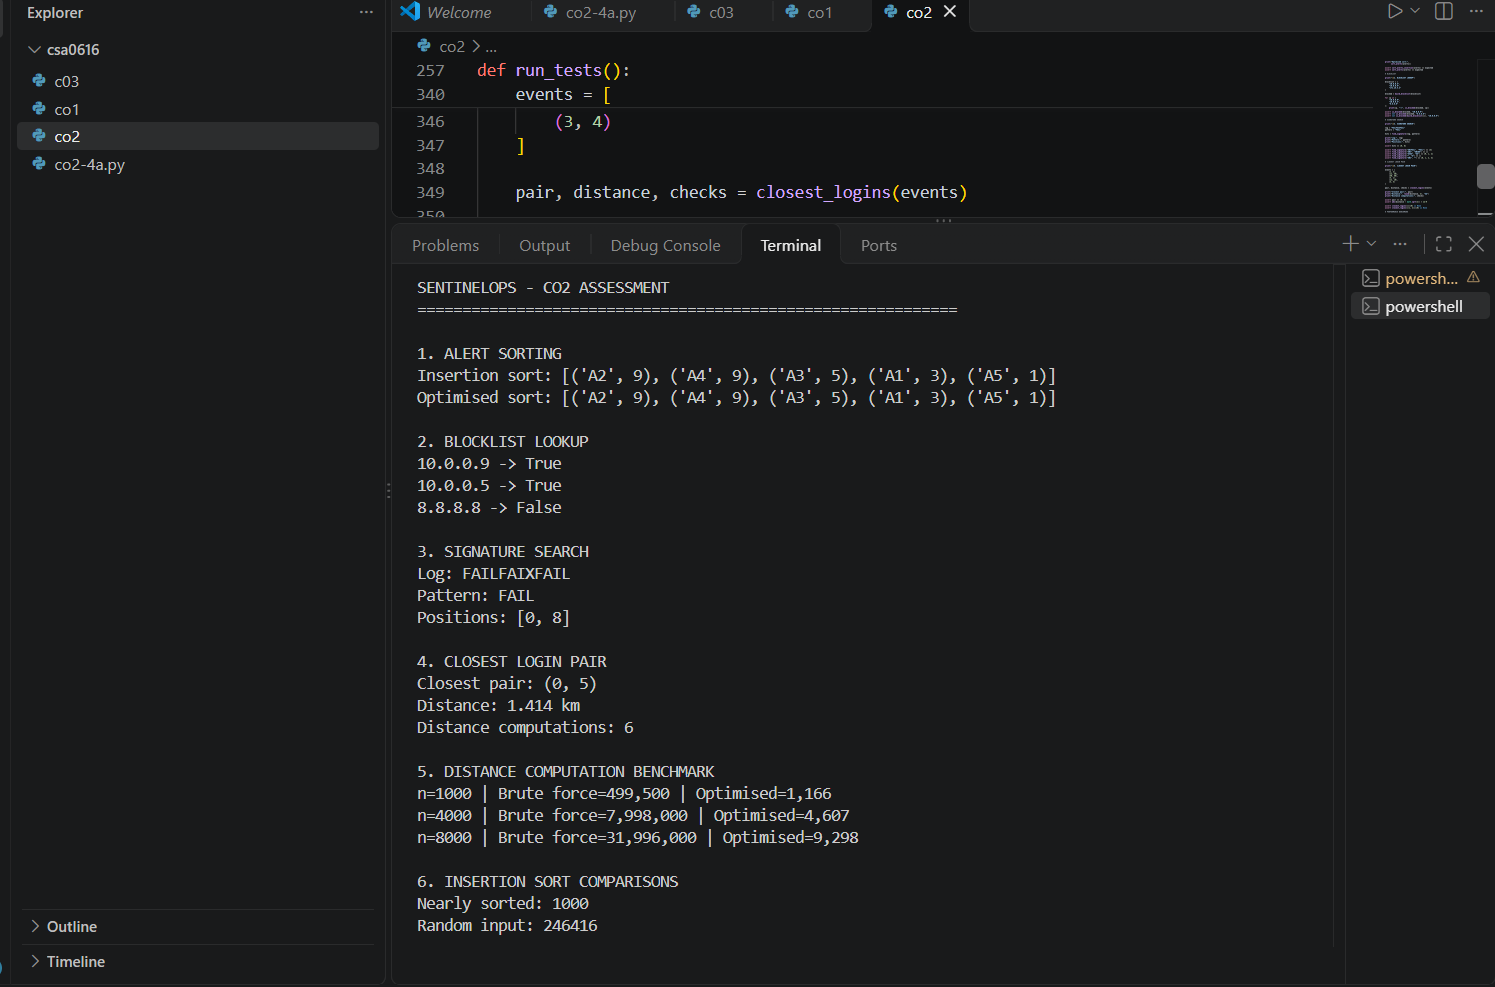 Explorer
csa0616
c03
co1
co2
co2-4a.py
Outline
Timeline
Welcome
co2-4a.py
c03
co1
co2
co2 > ...
257 def run_tests():
340 events = [
346 (3, 4)
347 ]
348
349 pair, distance, checks = closest_logins(events)
350
Problems
Output
Debug Console
Terminal
Ports
powersh...
powershell
SENTINELOPS - CO2 ASSESSMENT
============================================================
1. ALERT SORTING
Insertion sort: [('A2', 9), ('A4', 9), ('A3', 5), ('A1', 3), ('A5', 1)]
Optimised sort: [('A2', 9), ('A4', 9), ('A3', 5), ('A1', 3), ('A5', 1)]
2. BLOCKLIST LOOKUP
10.0.0.9 -> True
10.0.0.5 -> True
8.8.8.8 -> False
3. SIGNATURE SEARCH
Log: FAILFAIXFAIL
Pattern: FAIL
Positions: [0, 8]
4. CLOSEST LOGIN PAIR
Closest pair: (0, 5)
Distance: 1.414 km
Distance computations: 6
5. DISTANCE COMPUTATION BENCHMARK
n=1000 | Brute force=499,500 | Optimised=1,166
n=4000 | Brute force=7,998,000 | Optimised=4,607
n=8000 | Brute force=31,996,000 | Optimised=9,298
6. INSERTION SORT COMPARISONS
Nearly sorted: 1000
Random input: 246416